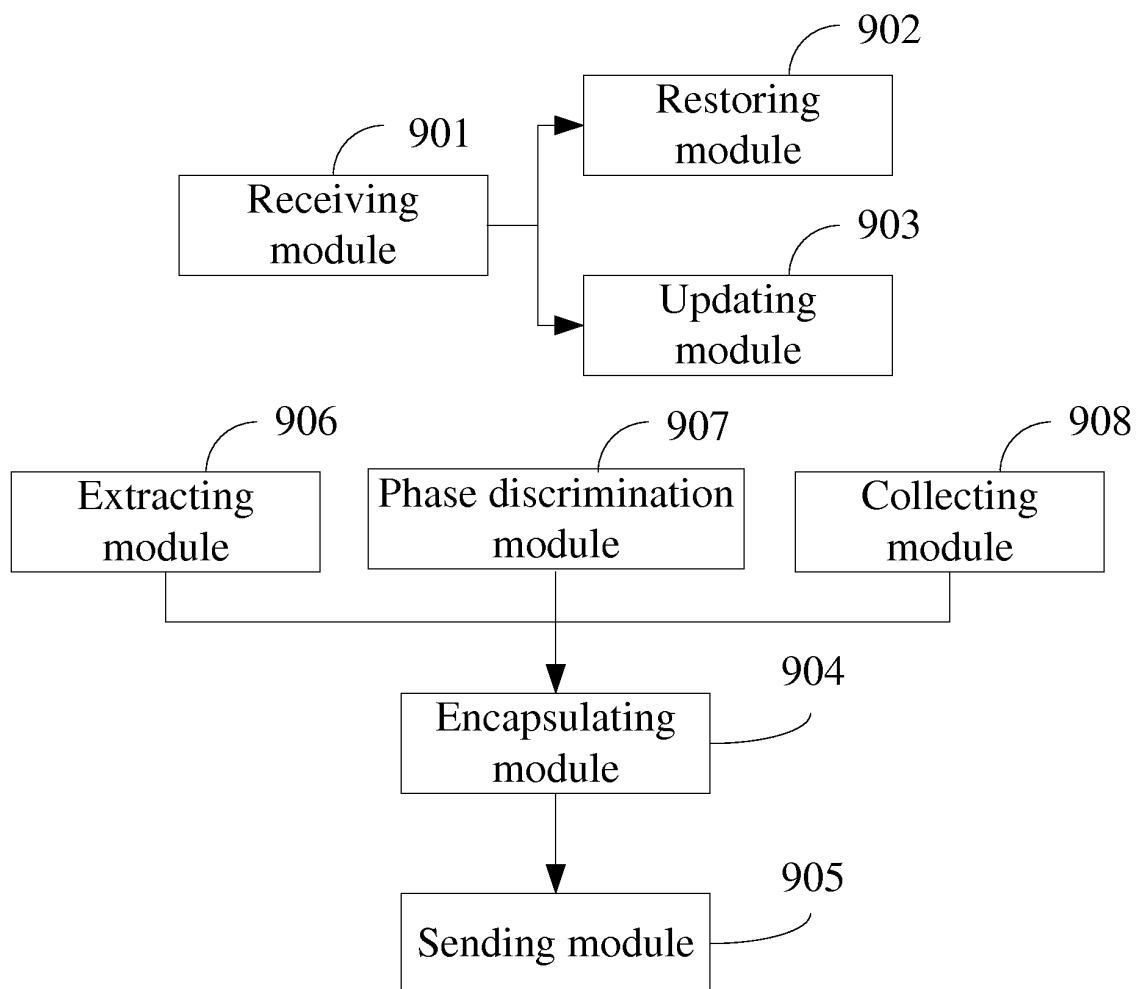 902
Restoring
module
901
Receiving
module
903
Updating
module
906
Extracting
module
907
Phase discrimination
module
908
Collecting
module
904
Encapsulating
module
905
Sending module